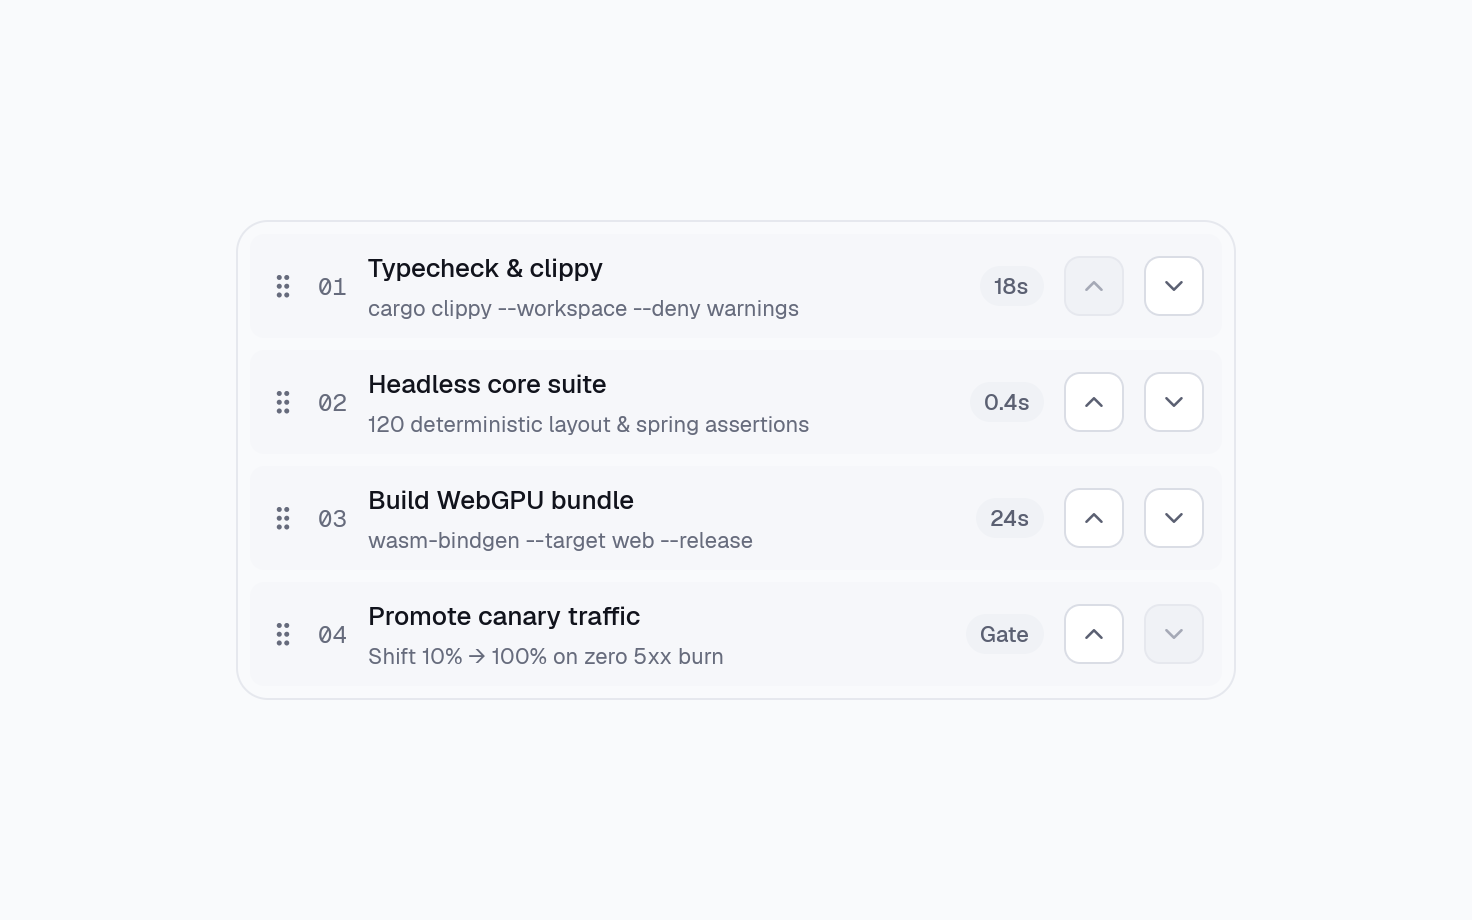 01 Typecheck & clippy 18s
cargo clippy --workspace --deny warnings
02 Headless core suite 0.4s
120 deterministic layout & spring assertions
03 Build WebGPU bundle 24s
wasm-bindgen --target web --release
04 Promote canary traffic Gate
Shift 10% → 100% on zero 5xx burn